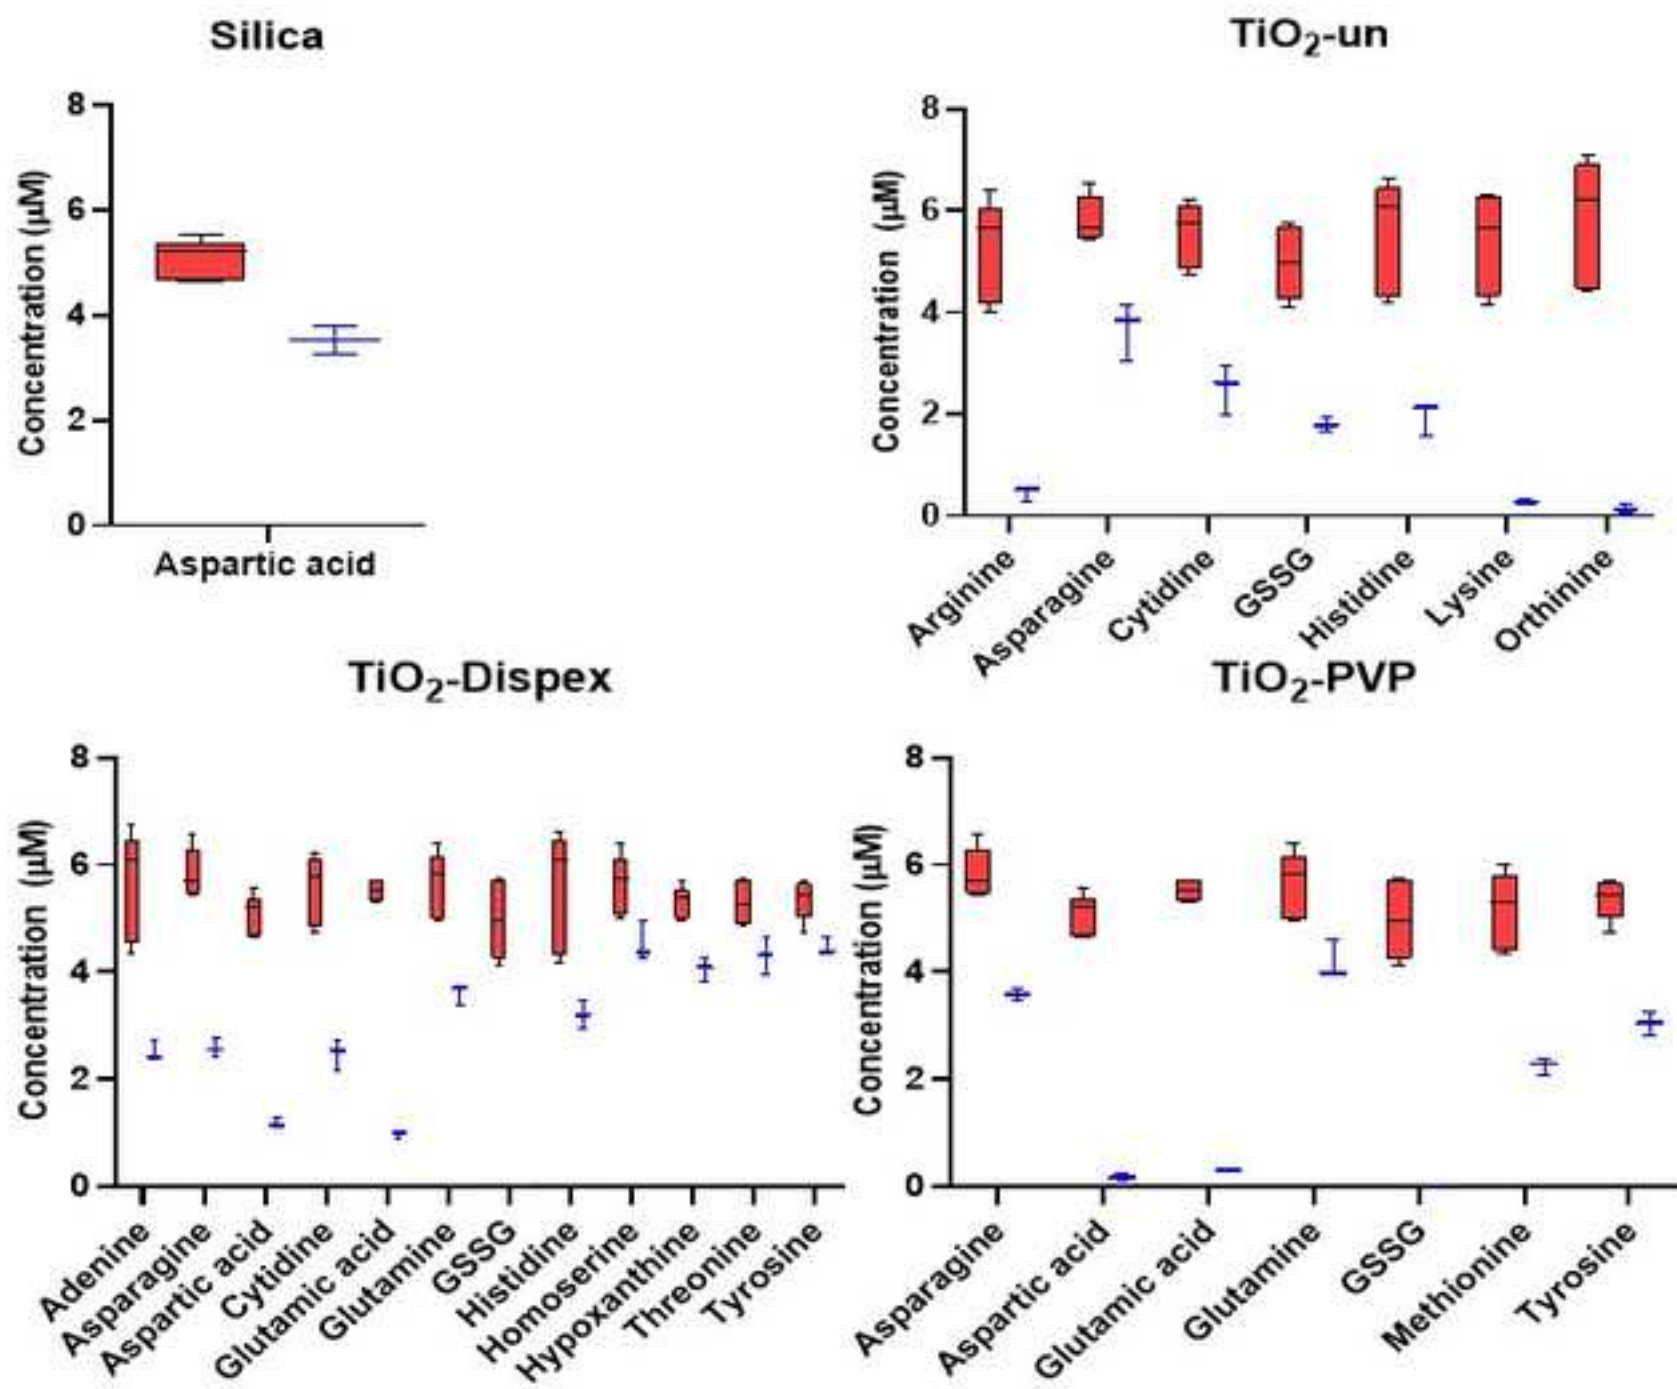 Silica
8
6
4
2
0
Concentration (µM)
Aspartic acid
TiO2-un
8
6
4
2
0
Concentration (µM)
Arginine
Asparagine
Cytidine
GSSG
Histidine
Lysine
Orthinine
TiO2-Dispex
8
6
4
2
0
Concentration (µM)
Adenine
Asparagine
Aspartic acid
Cytidine
Glutamic acid
Glutamine
GSSG
Histidine
Homoserine
Hypoxanthine
Threonine
Tyrosine
TiO2-PVP
8
6
4
2
0
Concentration (µM)
Asparagine
Aspartic acid
Glutamic acid
Glutamine
GSSG
Methionine
Tyrosine